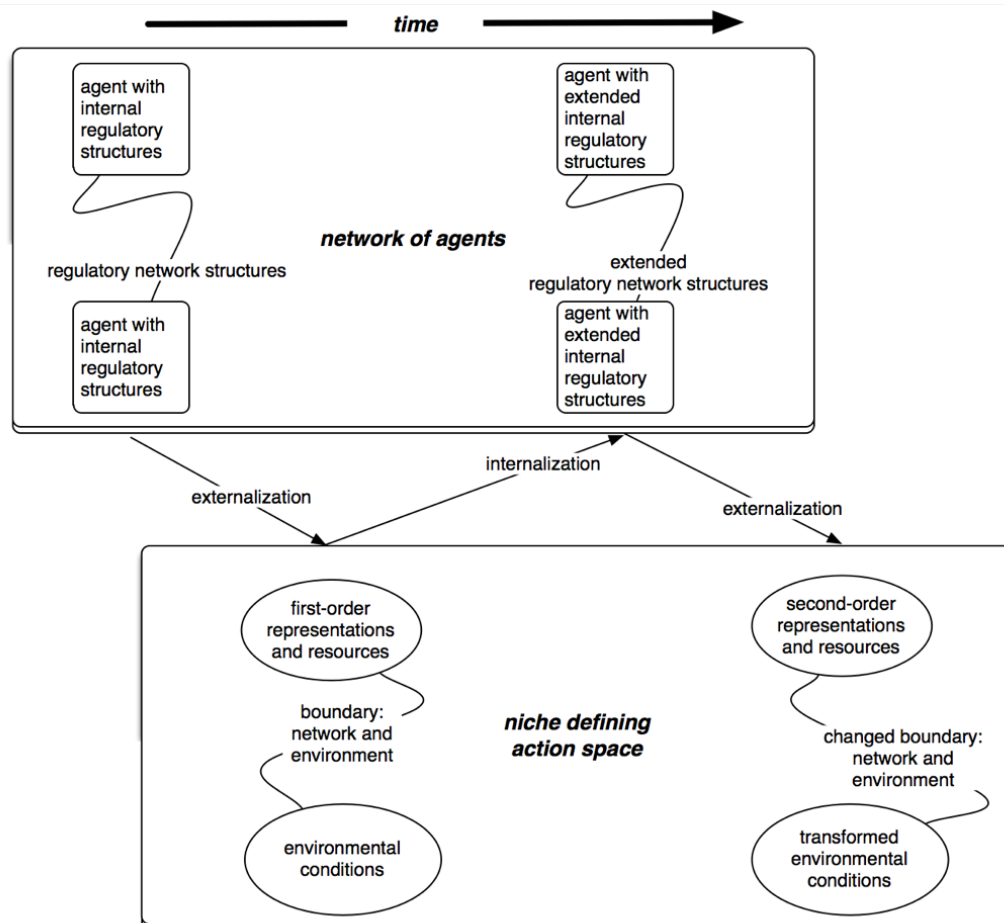 time
agent with
internal
regulatory
structures
agent with
extended
internal
regulatory
structures
network of agents
regulatory network structures
extended
regulatory network structures
agent with
internal
regulatory
structures
agent with
extended
internal
regulatory
structures
internalization
externalization
externalization
first-order
representations
and resources
second-order
representations
and resources
boundary:
network and
environment
niche defining
action space
changed boundary:
network and
environment
environmental
conditions
transformed
environmental
conditions